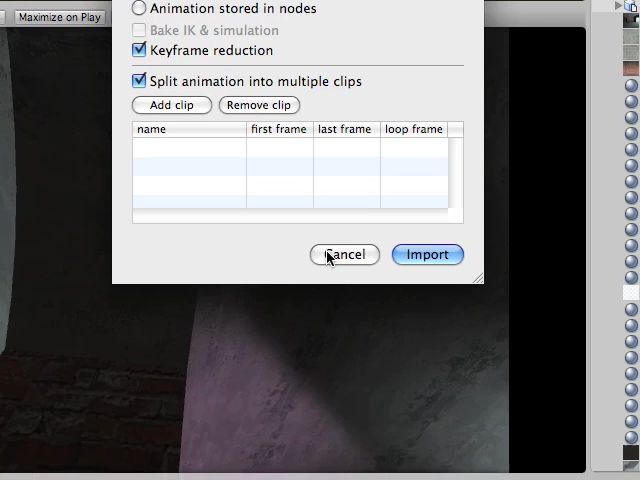 Animation stored in nodes
Maximize on Play
Bake IK & simulation
Keyframe reduction
Split animation into multiple clips
Add clip Remove clip
name first frame last frame loop frame
Cancel Import